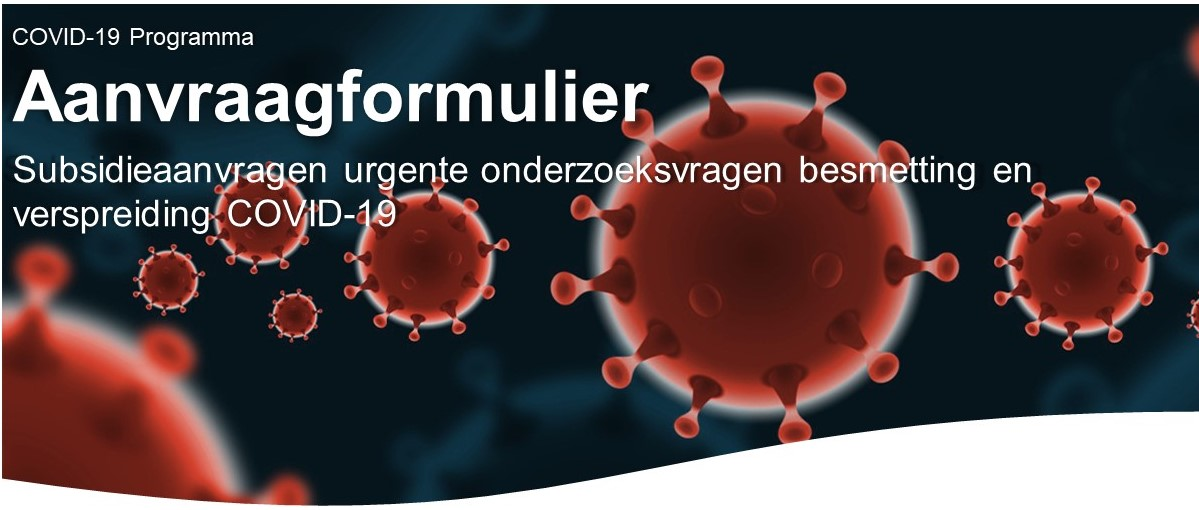 COVID-19 Programma
Aanvraagformulier
Subsidieaanvragen urgente onderzoeksvragen besmetting en
verspreiding COVID-19